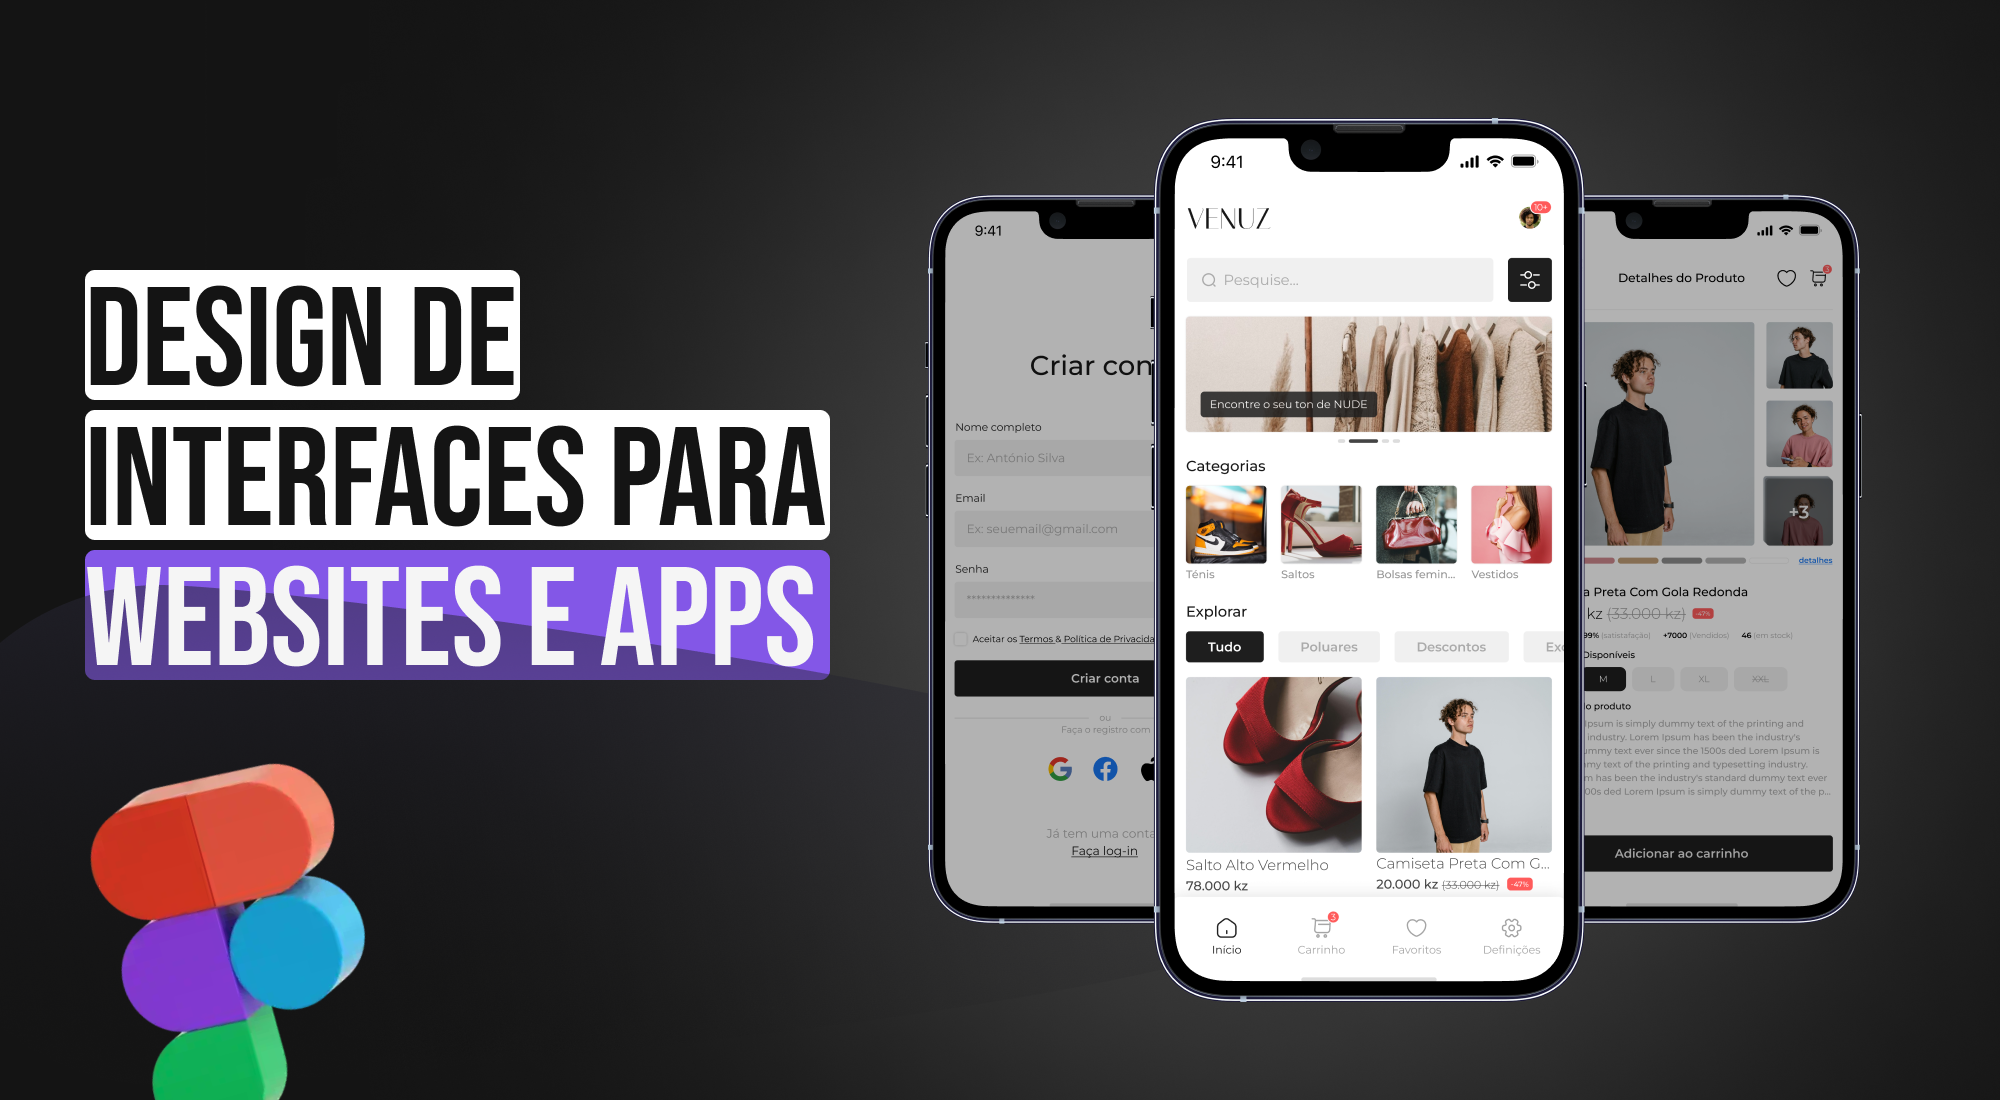 DESIGN DE
INTERFACES PARA
WEBSITES E APPS
9:41
Criar con
Nome completo
Ex: António Silva
Email
Ex: seuemail@gmail.com
Senha
**************
Aceitar os Termos & Política de Privacida
Criar conta
ou
Faça o registro com
Já tem uma conta
Faça log-in
9:41
VENUZ
10+
Pesquise...
Encontre o seu ton de NUDE
Categorias
Ténis
Saltos
Bolsas femin...
Vestidos
Explorar
Tudo
Poluares
Descontos
Exc
Salto Alto Vermelho
78.000 kz
Camiseta Preta Com G...
20.000 kz (33.000 kz) -47%
3
Início
Carrinho
Favoritos
Definições
Detalhes do Produto
3
+3
detalhes
a Preta Com Gola Redonda
kz (33.000 kz) -47%
99% (satistafação) +7000 (Vendidos) 46 (em stock)
Disponíveis
M L XL XXL
o produto
Ipsum is simply dummy text of the printing and
industry. Lorem Ipsum has been the industry's
ummy text ever since the 1500s ded Lorem Ipsum is
my text of the printing and typesetting industry.
m has been the industry's standard dummy text ever
00s ded Lorem Ipsum is simply dummy text of the p...
Adicionar ao carrinho